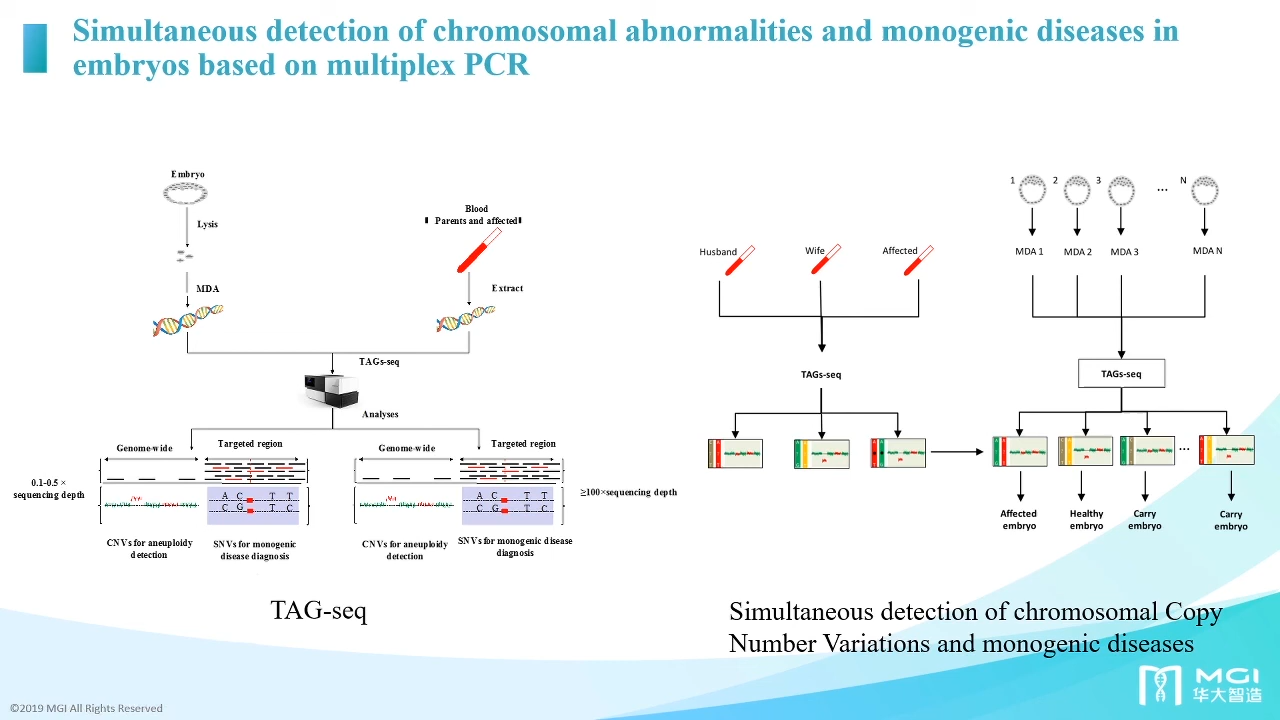 Simultaneous detection of chromosomal abnormalities and monogenic diseases in
embryos based on multiplex PCR
Embryo
Lysis
MDA
Blood
Parents and affected
Extract
TAGs-seq
Analyses
Genome-wide
Targeted region
Genome-wide
Targeted region
0.1-0.5 ×
sequencing depth
≥100×sequencing depth
A C T T
C G T C
A C T T
C G T C
CNVs for aneuploidy
detection
SNVs for monogenic
disease diagnosis
CNVs for aneuploidy
detection
SNVs for monogenic disease
diagnosis
TAG-seq
Husband
Wife
Affected
TAGs-seq
1
2
3
...
N
MDA 1
MDA 2
MDA 3
MDA N
TAGs-seq
...
Affected
embryo
Healthy
embryo
Carry
embryo
Carry
embryo
Simultaneous detection of chromosomal Copy
Number Variations and monogenic diseases
MGI
华大智造
©2019 MGI All Rights Reserved